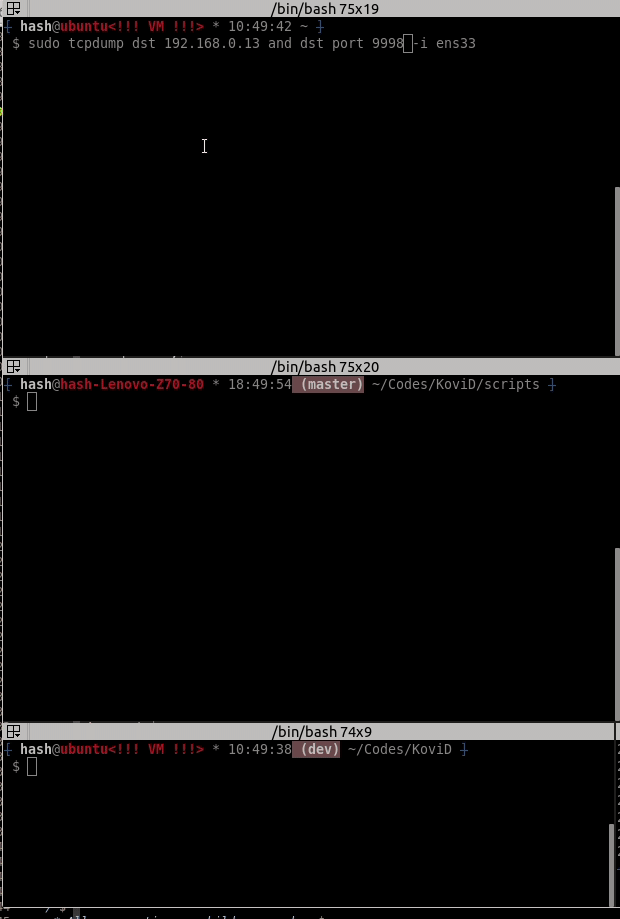 /bin/bash 75x19
hash@ubuntu<!!! VM !!!> * 10:49:42 ~
$ sudo tcpdump dst 192.168.0.13 and dst port 9998 -i ens33
/bin/bash 75x20
hash@hash-Lenovo-Z70-80 * 18:49:54 (master) ~/Codes/KoviD/scripts
$
/bin/bash 74x9
hash@ubuntu<!!! VM !!!> * 10:49:38 (dev) ~/Codes/KoviD
$